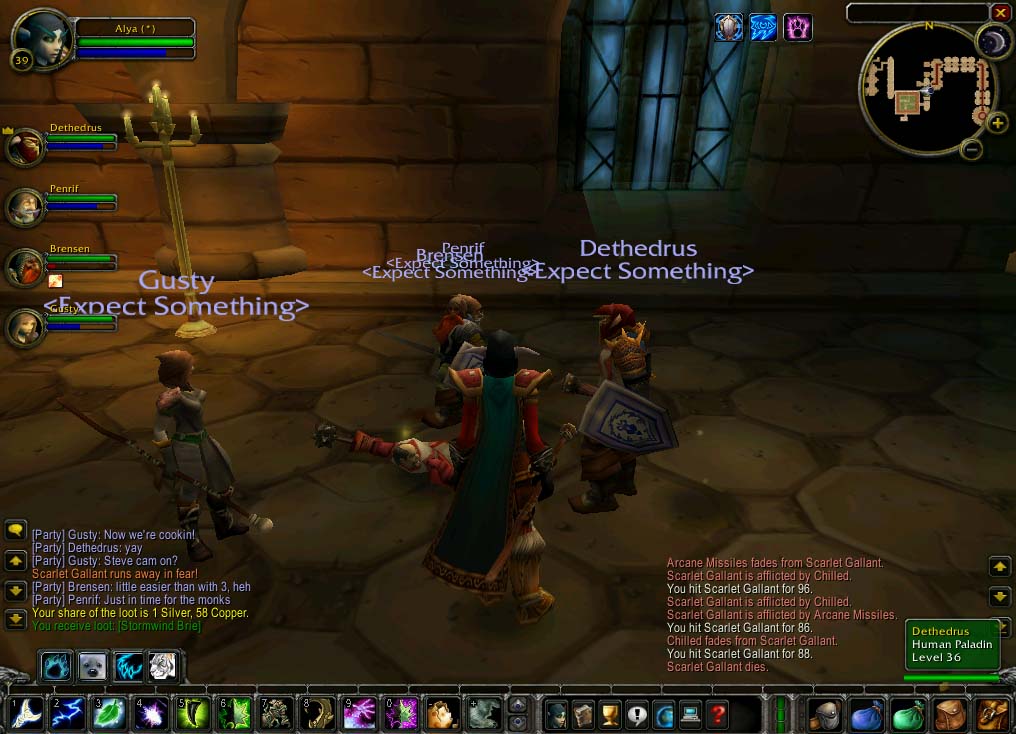 Alya (*)
39
N
Dethedrus
Penrif
Brensen
Gusty
Gusty
<Expect Something>
Penrif
<Expect Something>
Brensen
<Expect Something>
Dethedrus
<Expect Something>
[Party] Gusty: Now we're cookin!
[Party] Dethedrus: yay
[Party] Gusty: Steve cam on?
Scarlet Gallant runs away in fear!
[Party] Brensen: little easier than with 3, heh
[Party] Penrif: Just in time for the monks
Your share of the loot is 1 Silver, 58 Copper.
You receive loot: [Stormwind Brie]
Arcane Missiles fades from Scarlet Gallant.
Scarlet Gallant is afflicted by Chilled.
You hit Scarlet Gallant for 96.
Scarlet Gallant is afflicted by Chilled.
Scarlet Gallant is afflicted by Arcane Missiles.
You hit Scarlet Gallant for 86.
Chilled fades from Scarlet Gallant.
You hit Scarlet Gallant for 88.
Scarlet Gallant dies.
Dethedrus
Human Paladin
Level 36
1 2 3 4 5 6 7 8 9 0 - +